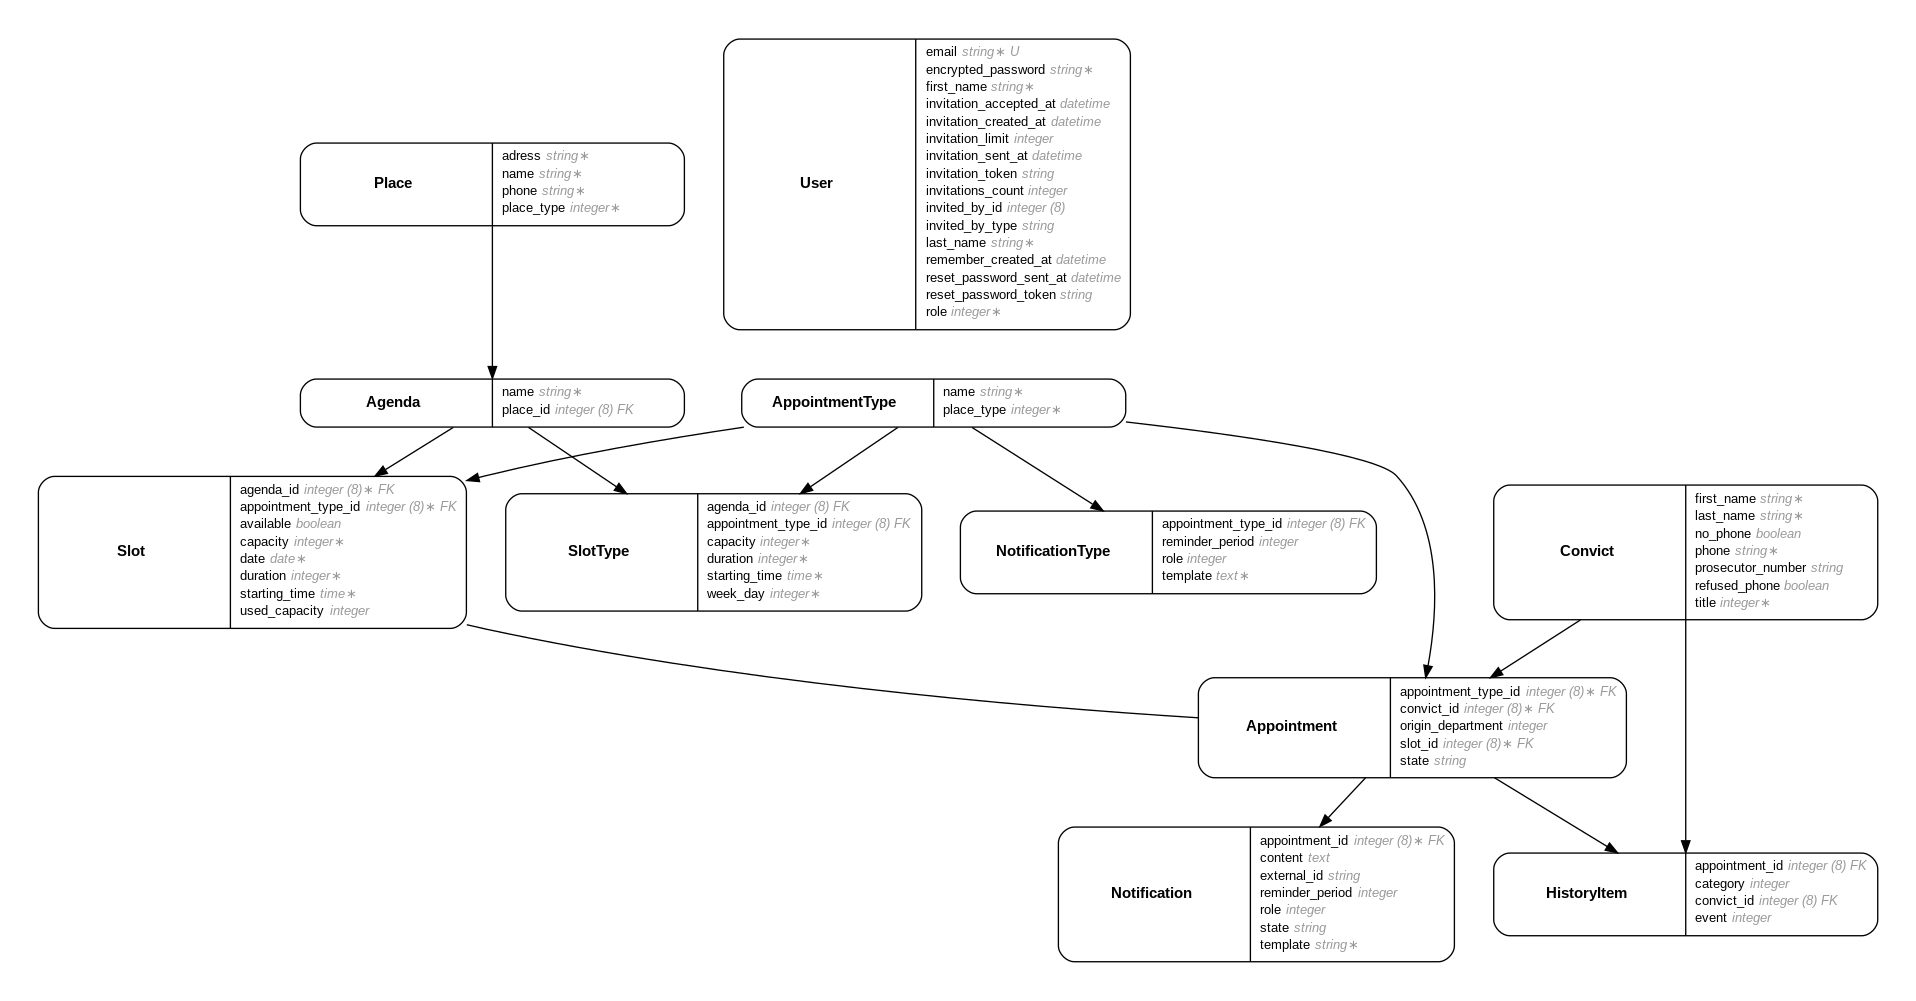 User
email string∗ U
encrypted_password string∗
first_name string∗
invitation_accepted_at datetime
invitation_created_at datetime
invitation_limit integer
invitation_sent_at datetime
invitation_token string
invitations_count integer
invited_by_id integer (8)
invited_by_type string
last_name string∗
remember_created_at datetime
reset_password_sent_at datetime
reset_password_token string
role integer∗
Place
adress string∗
name string∗
phone string∗
place_type integer∗
Agenda
name string∗
place_id integer (8) FK
AppointmentType
name string∗
place_type integer∗
Slot
agenda_id integer (8)∗ FK
appointment_type_id integer (8)∗ FK
available boolean
capacity integer∗
date date∗
duration integer∗
starting_time time∗
used_capacity integer
SlotType
agenda_id integer (8) FK
appointment_type_id integer (8) FK
capacity integer∗
duration integer∗
starting_time time∗
week_day integer∗
NotificationType
appointment_type_id integer (8) FK
reminder_period integer
role integer
template text∗
Convict
first_name string∗
last_name string∗
no_phone boolean
phone string∗
prosecutor_number string
refused_phone boolean
title integer∗
Appointment
appointment_type_id integer (8)∗ FK
convict_id integer (8)∗ FK
origin_department integer
slot_id integer (8)∗ FK
state string
Notification
appointment_id integer (8)∗ FK
content text
external_id string
reminder_period integer
role integer
state string
template string∗
HistoryItem
appointment_id integer (8) FK
category integer
convict_id integer (8) FK
event integer